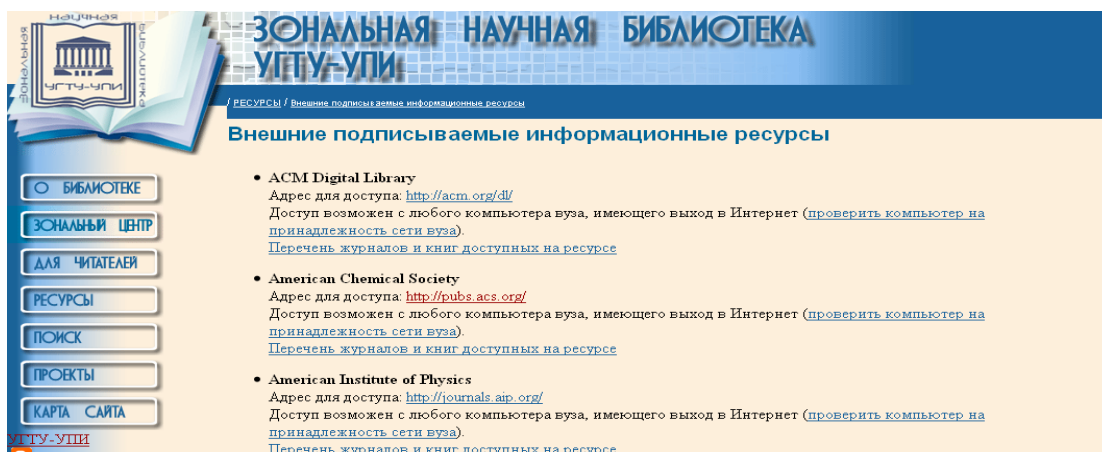 Научная
Зональная
библиотека
УГТУ-УПИ
ЗОНАЛЬНАЯ НАУЧНАЯ БИБЛИОТЕКА
УГТУ-УПИ
/ РЕСУРСЫ / Внешние подписываемые информационные ресурсы
Внешние подписываемые информационные ресурсы
О БИБЛИОТЕКЕ
ЗОНАЛЬНЫЙ ЦЕНТР
ДЛЯ ЧИТАТЕЛЕЙ
РЕСУРСЫ
ПОИСК
ПРОЕКТЫ
КАРТА САЙТА
УГТУ-УПИ
• ACM Digital Library
Адрес для доступа: http://acm.org/dl/
Доступ возможен с любого компьютера вуза, имеющего выход в Интернет (проверить компьютер на
принадлежность сети вуза).
Перечень журналов и книг доступных на ресурсе
• American Chemical Society
Адрес для доступа: http://pubs.acs.org/
Доступ возможен с любого компьютера вуза, имеющего выход в Интернет (проверить компьютер на
принадлежность сети вуза).
Перечень журналов и книг доступных на ресурсе
• American Institute of Physics
Адрес для доступа: http://journals.aip.org/
Доступ возможен с любого компьютера вуза, имеющего выход в Интернет (проверить компьютер на
принадлежность сети вуза).
Перечень журналов и книг доступных на ресурсе